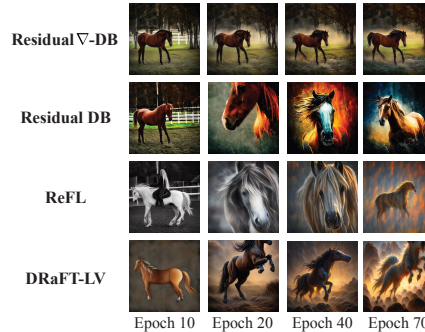 Residual ∇-DB
Residual DB
ReFL
DRaFT-LV
Epoch 10 Epoch 20 Epoch 40 Epoch 70